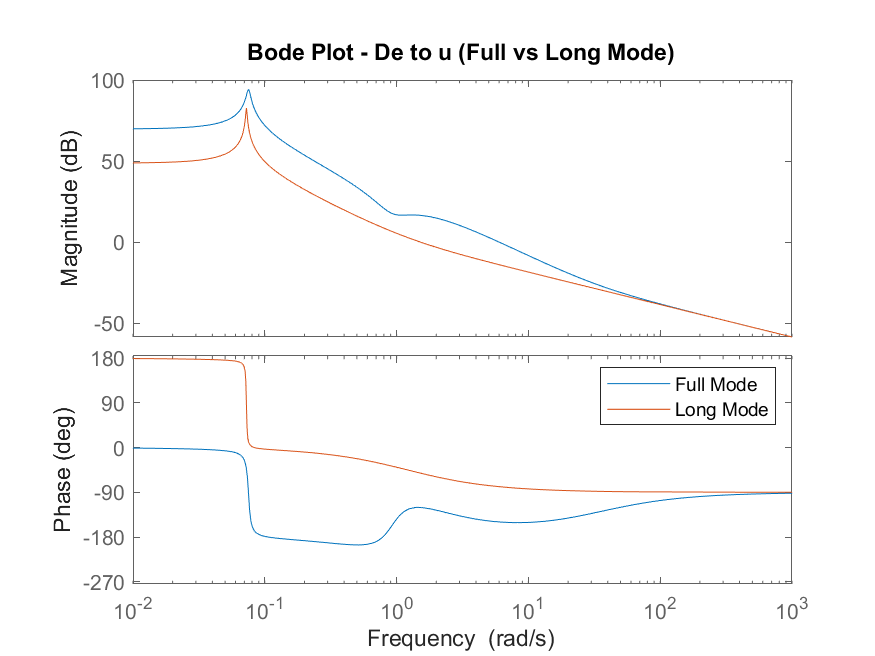 Bode Plot - De to u (Full vs Long Mode)
Magnitude (dB)
100
50
0
-50
Phase (deg)
180
90
0
-90
-180
-270
Full Mode
Long Mode
10^-2
10^-1
10^0
10^1
10^2
10^3
Frequency (rad/s)